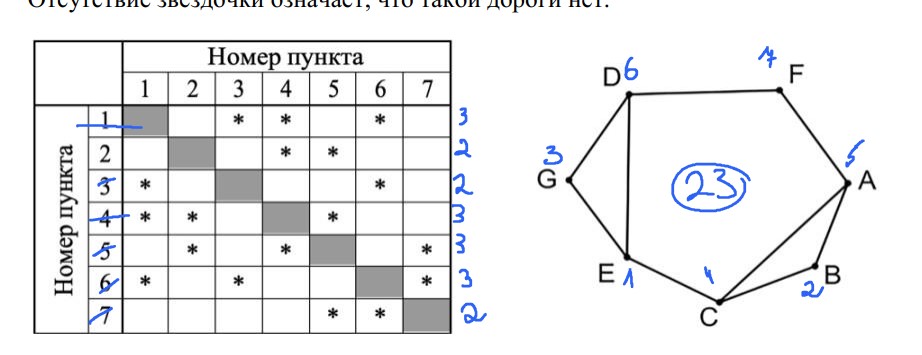 Отсутствие звездочки означает, что такой дороги нет.
Номер пункта
1 2 3 4 5 6 7
Номер пункта
1 * * * 3
2 * * 2
3 * * 2
4 * * * 3
5 * * * 3
6 * * * 3
7 * * 2
D 6
7 F
3 G
5 A
23
E 1
4 C
2 B